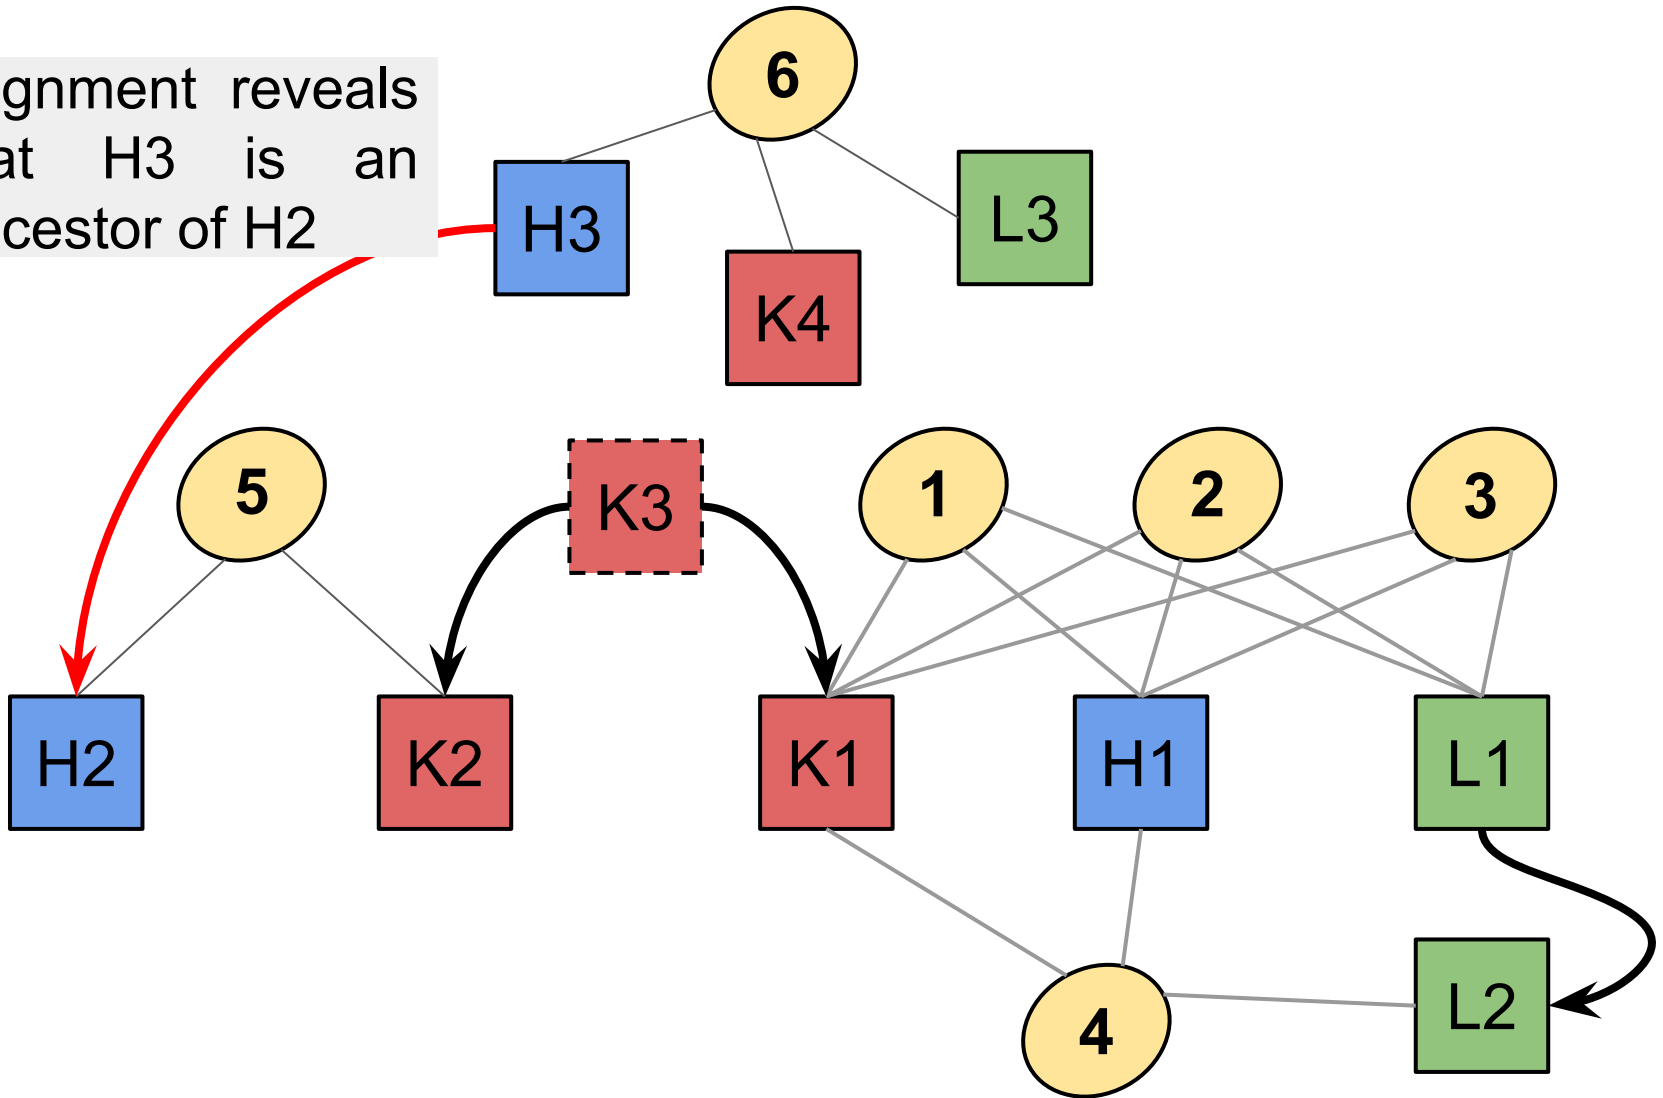 6
gnment reveals
at H3 is an
cestor of H2
H3
L3
K4
5
K3
1
2
3
H2
K2
K1
H1
L1
4
L2